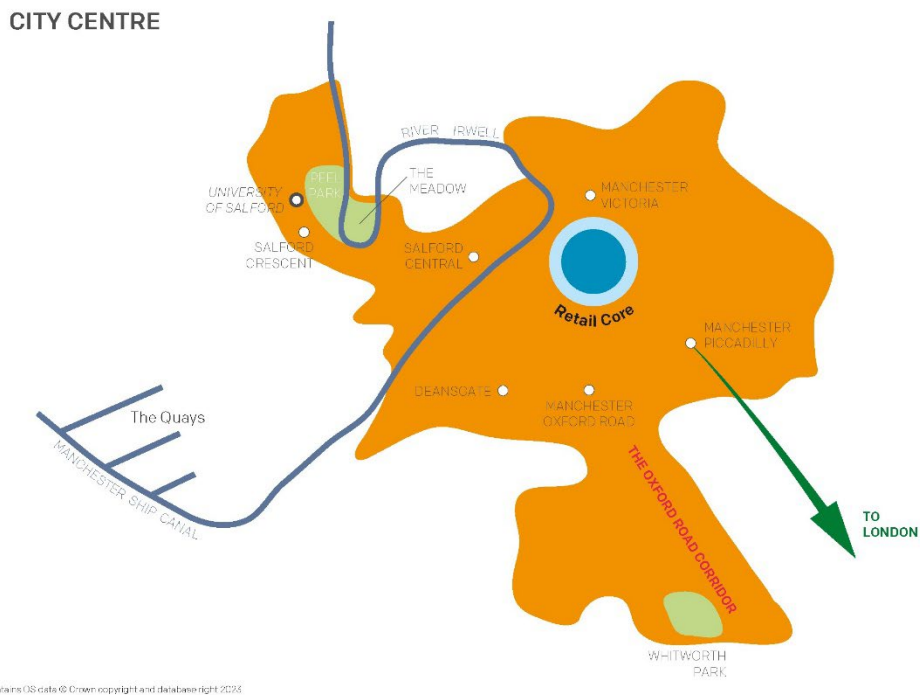 CITY CENTRE
RIVER IRWELL
PEEL
PARK
THE
MEADOW
UNIVERSITY
OF SALFORD
MANCHESTER
VICTORIA
SALFORD
CRESCENT
SALFORD
CENTRAL
Retail Core
MANCHESTER
PICCADILLY
DEANSGATE
MANCHESTER
OXFORD ROAD
The Quays
MANCHESTER SHIP CANAL
THE OXFORD ROAD CORRIDOR
TO
LONDON
WHITWORTH
PARK
OS data © Crown copyright and database right 2023